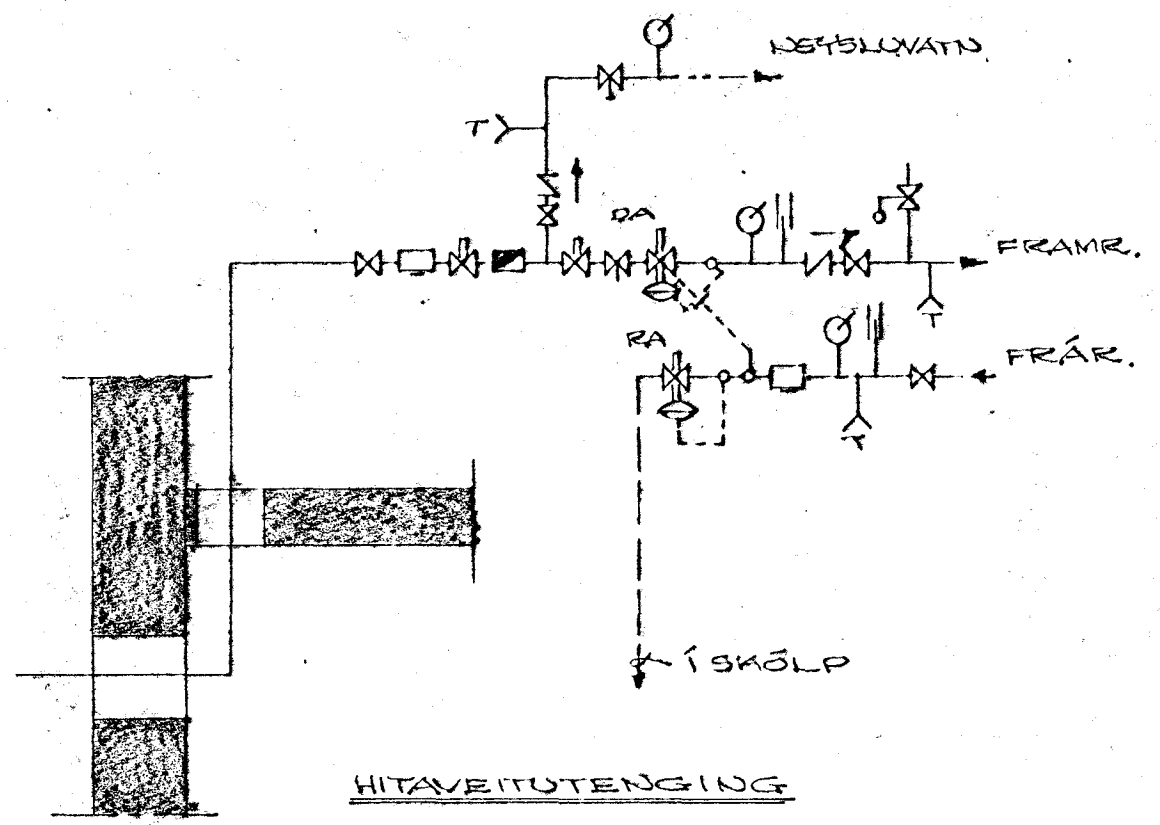 NEYSLUVATN.
T
DA
FRAMR.
T
RA
FRÁR.
T
Í SKÓLP
HITAVEITUTENGING